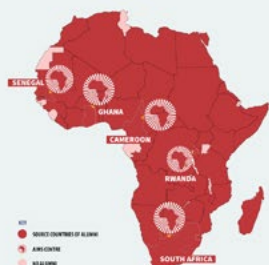 SENEGAL
GHANA
CAMEROON
RWANDA
SOUTH AFRICA
KEY
SOURCE COUNTRIES OF ALUMNI
AIMS CENTRE
NO ALUMNI